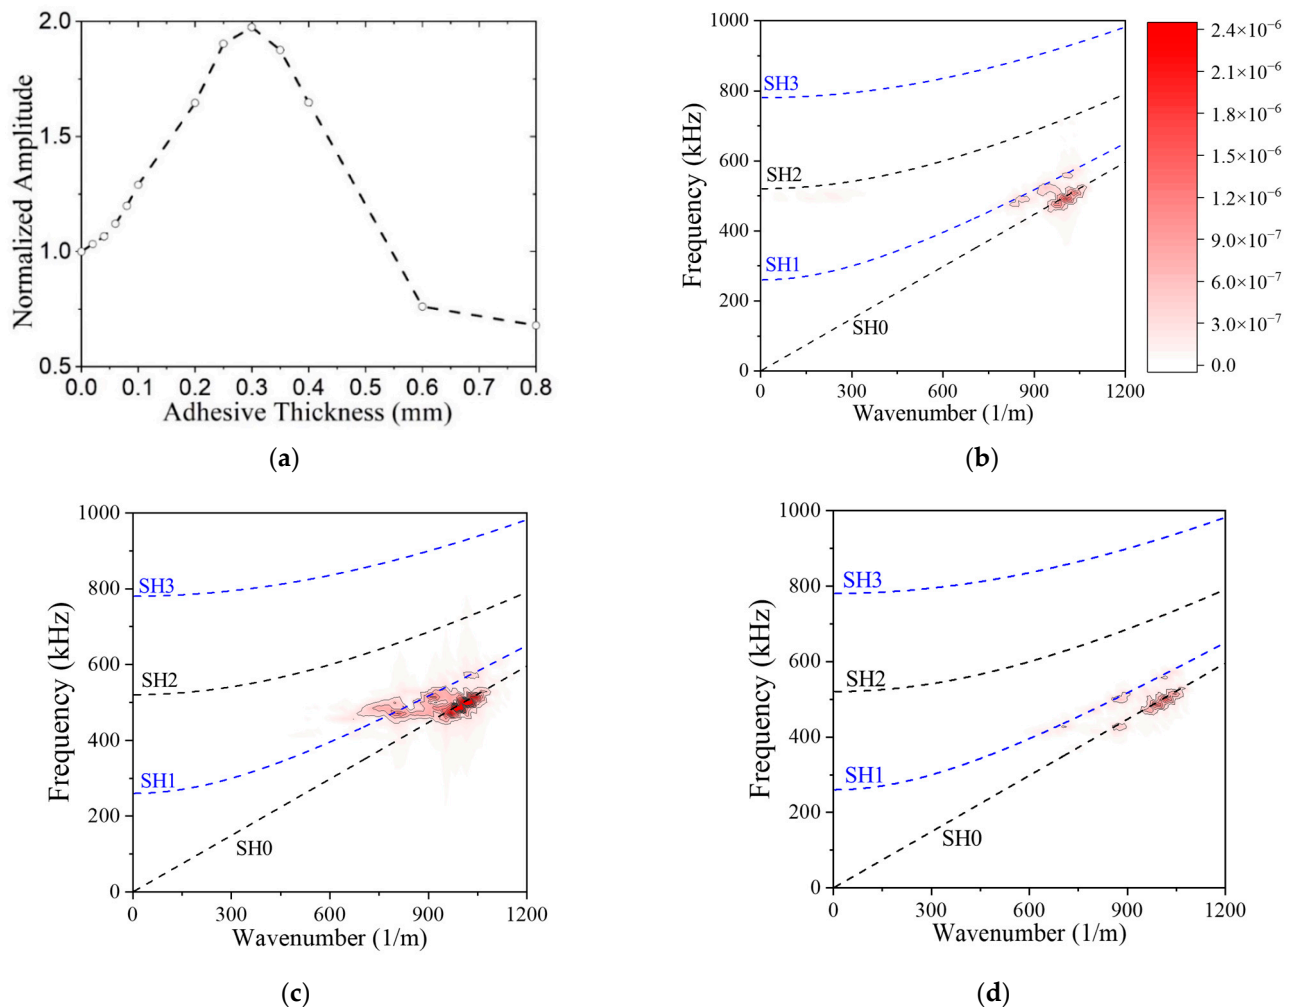 (a)
2.0
1.5
1.0
0.5
Normalized Amplitude
0.0 0.1 0.2 0.3 0.4 0.5 0.6 0.7 0.8
Adhesive Thickness (mm)
(b)
1000
800
600
400
200
0
Frequency (kHz)
SH3
SH2
SH1
SH0
0 300 600 900 1200
Wavenumber (1/m)
2.4×10⁻⁶
2.1×10⁻⁶
1.8×10⁻⁶
1.5×10⁻⁶
1.2×10⁻⁶
9.0×10⁻⁷
6.0×10⁻⁷
3.0×10⁻⁷
0.0
(c)
1000
800
600
400
200
0
Frequency (kHz)
SH3
SH2
SH1
SH0
0 300 600 900 1200
Wavenumber (1/m)
(d)
1000
800
600
400
200
0
Frequency (kHz)
SH3
SH2
SH1
SH0
0 300 600 900 1200
Wavenumber (1/m)